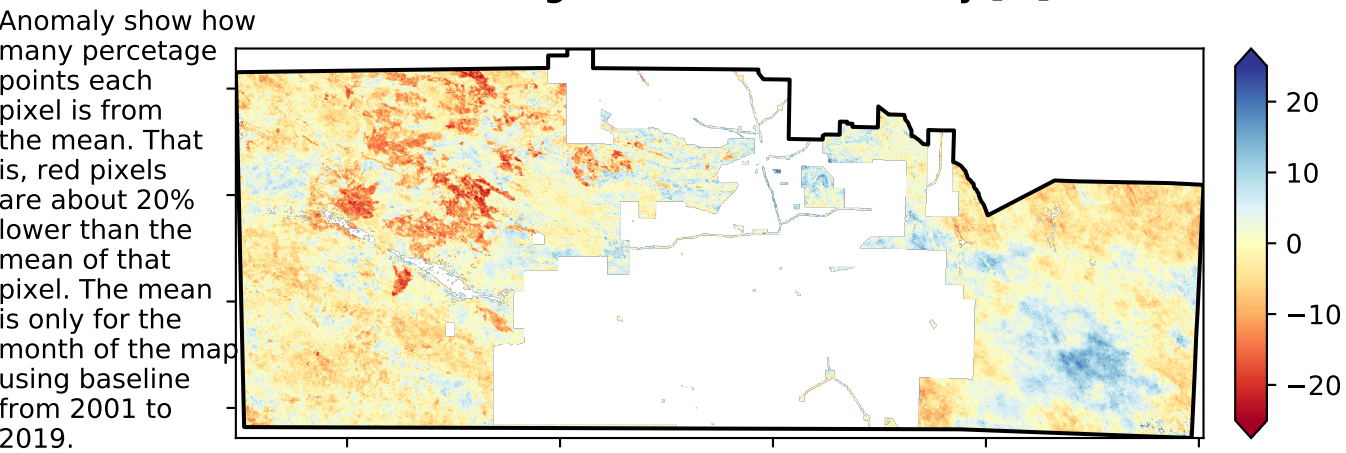 Anomaly show how
many percetage
points each
pixel is from
the mean. That
is, red pixels
are about 20%
lower than the
mean of that
pixel. The mean
is only for the
month of the map
using baseline
from 2001 to
2019.
20
10
0
−10
−20